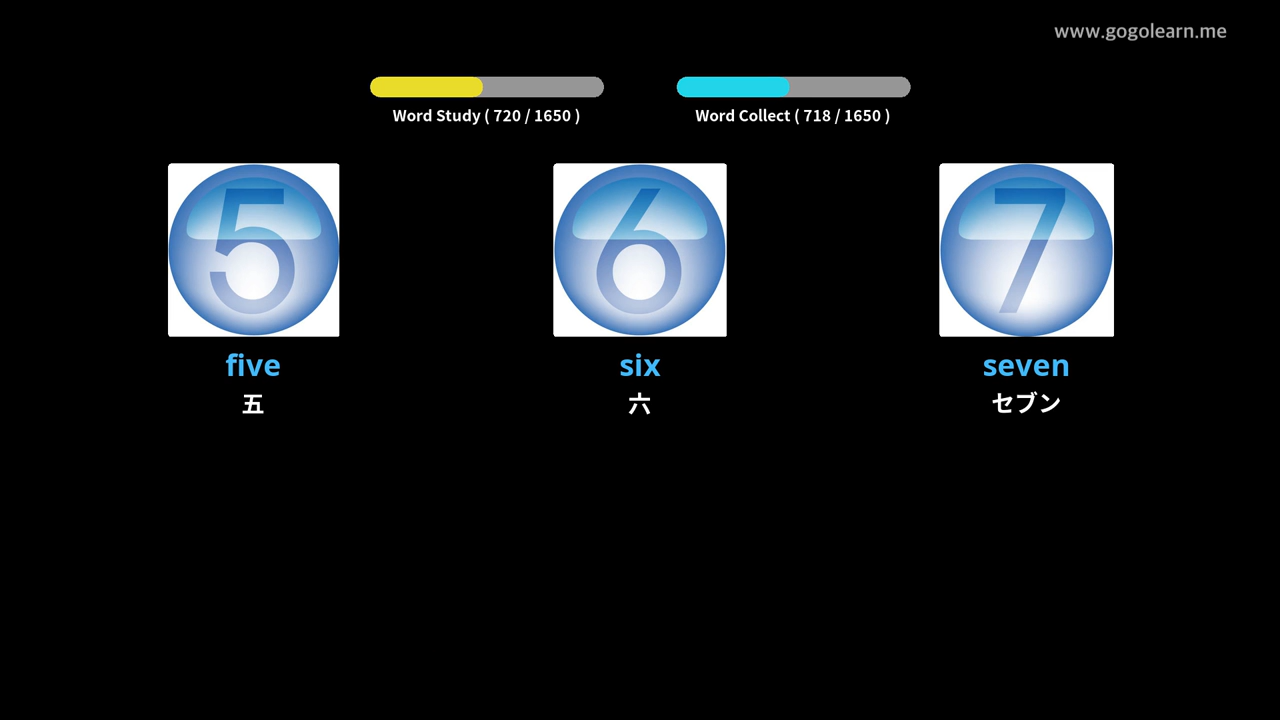 www.gogolearn.me
Word Study ( 720 / 1650 )
Word Collect ( 718 / 1650 )
5
6
7
five
six
seven
五
六
セブン